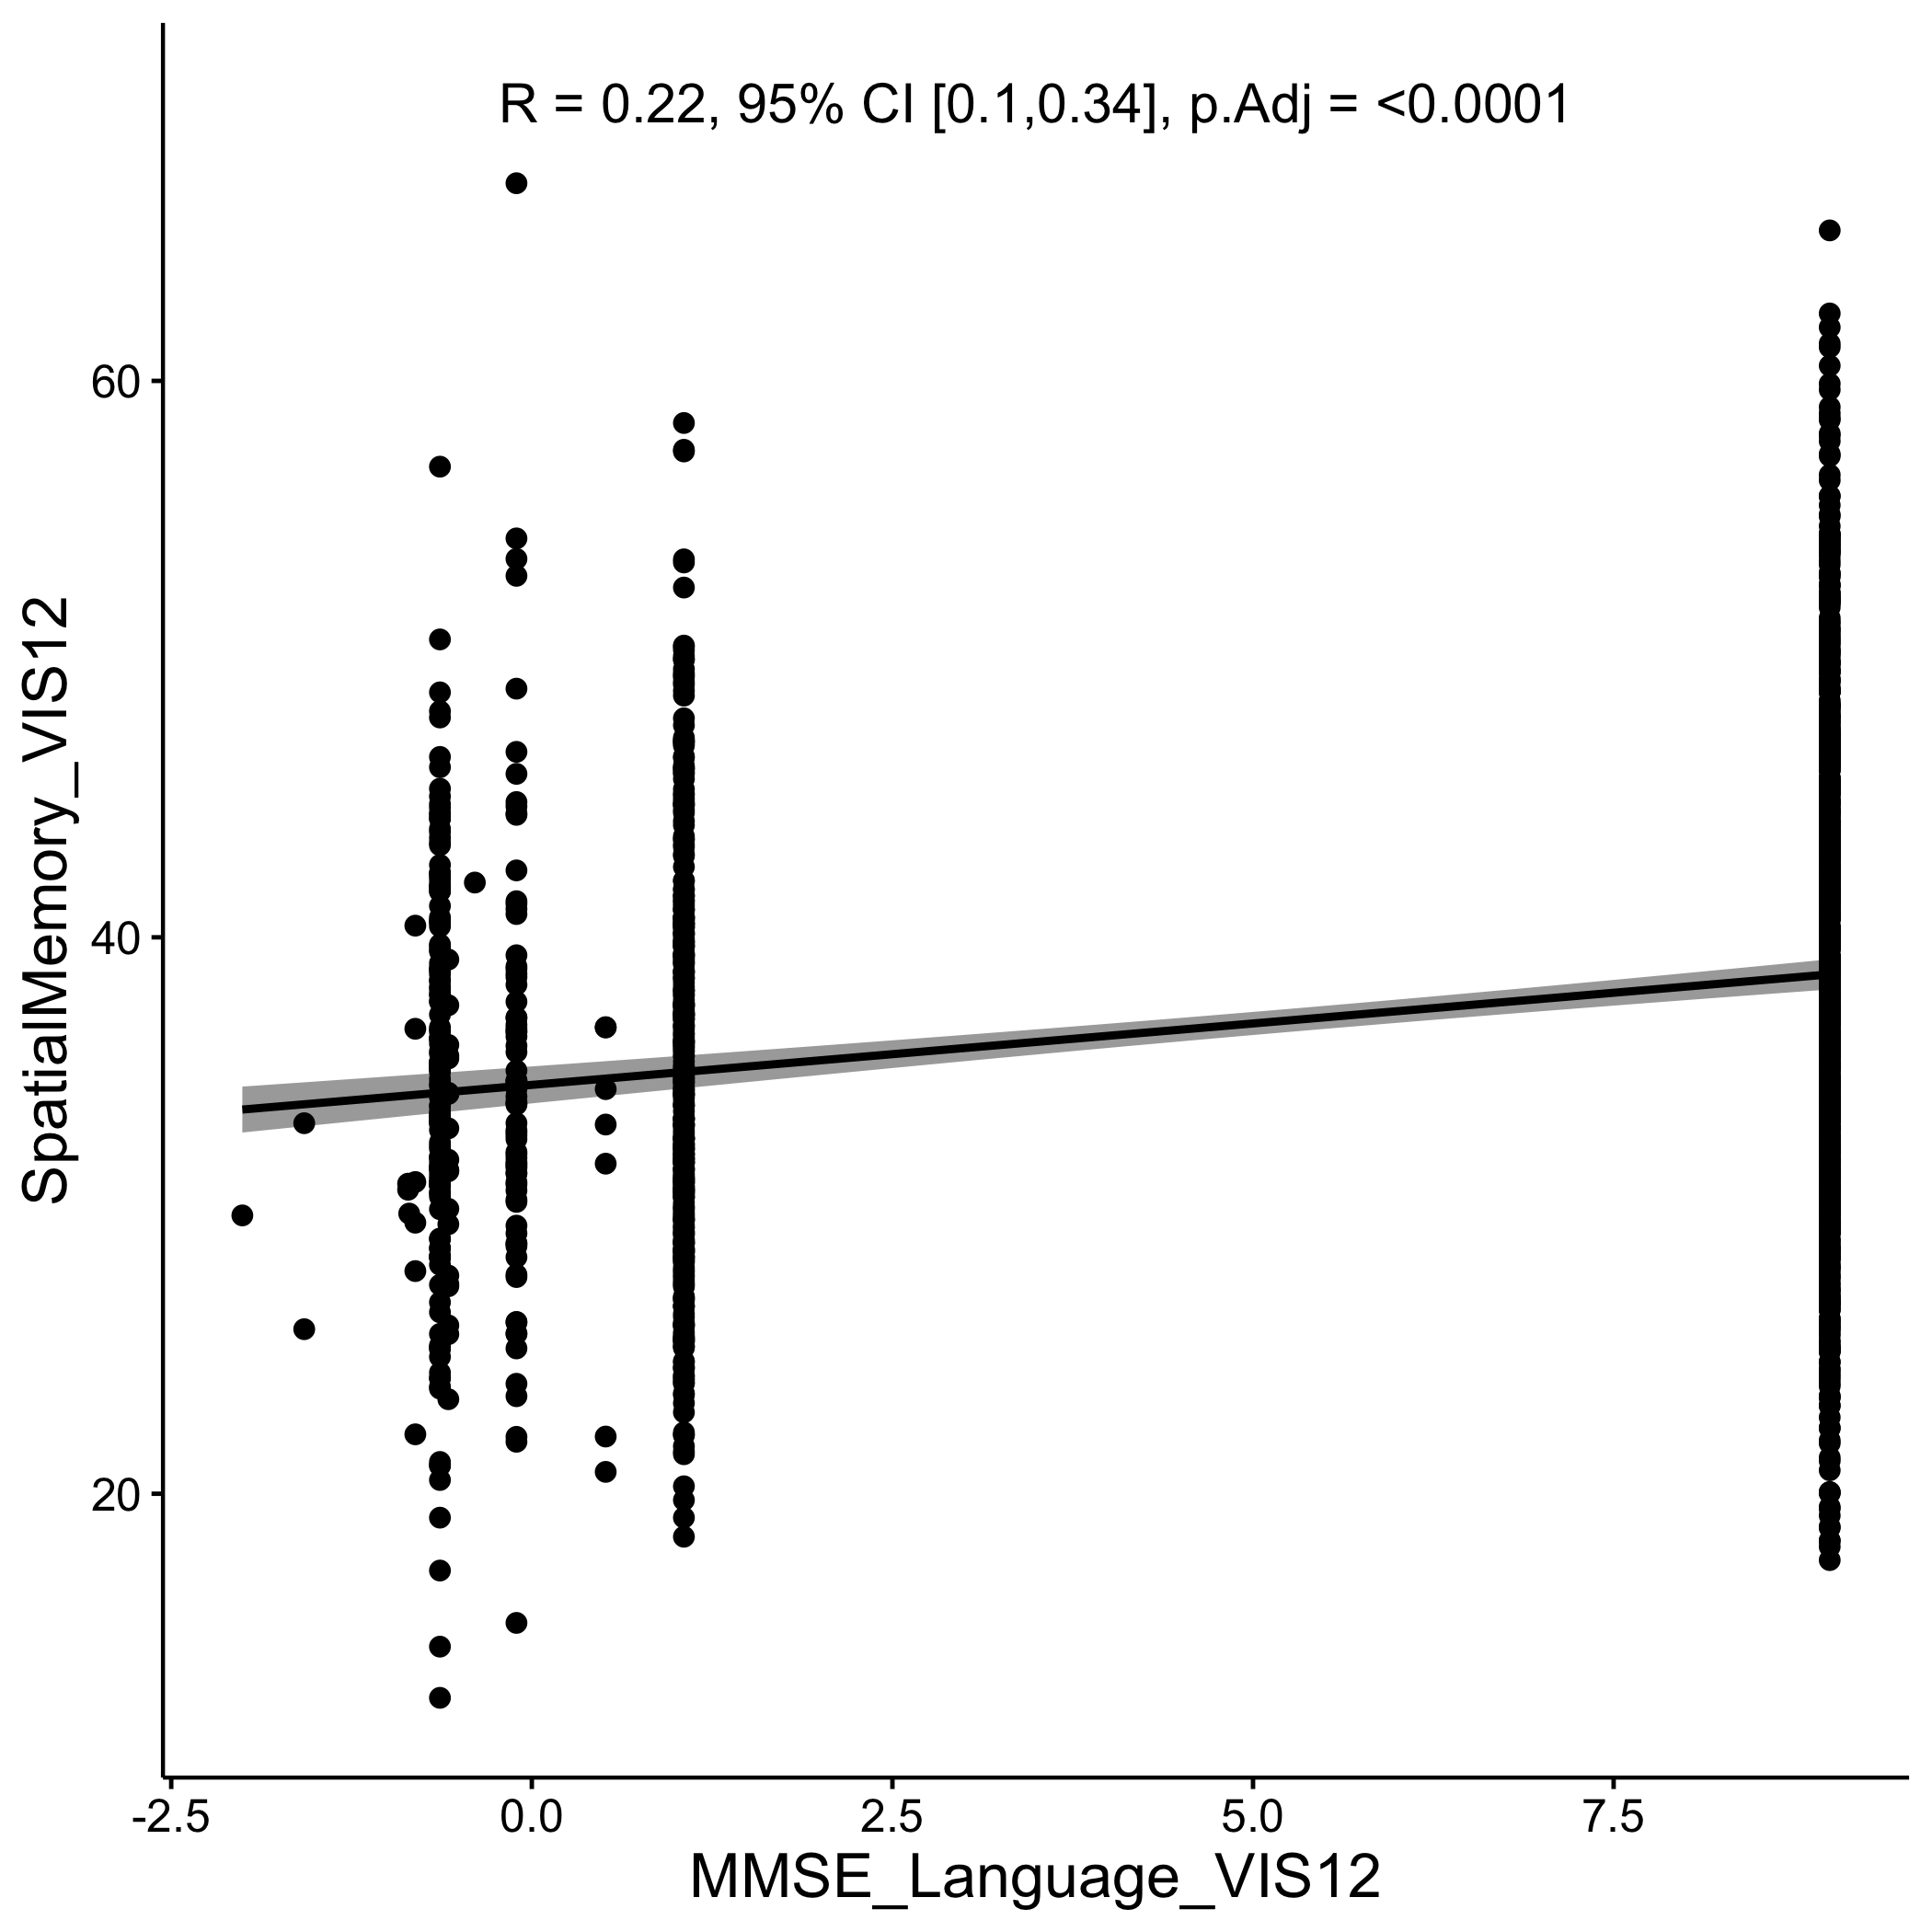 R = 0.22, 95% CI [0.1,0.34], p.Adj = <0.0001
60
40
20
SpatialMemory_VIS12
-2.5 0.0 2.5 5.0 7.5
MMSE_Language_VIS12